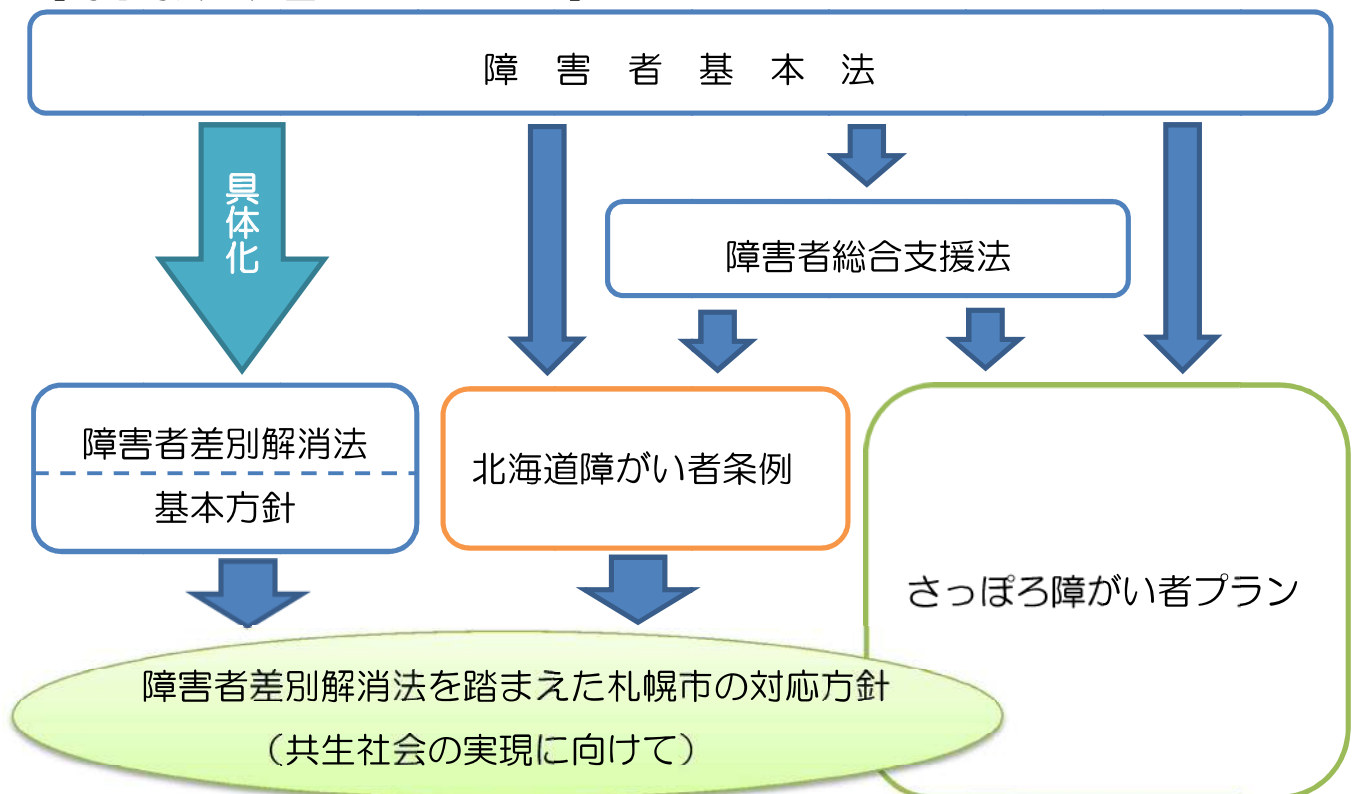 障害者基本法
具体化
障害者総合支援法
障害者差別解消法
基本方針
北海道障がい者条例
さっぽろ障がい者プラン
障害者差別解消法を踏まえた札幌市の対応方針
（共生社会の実現に向けて）